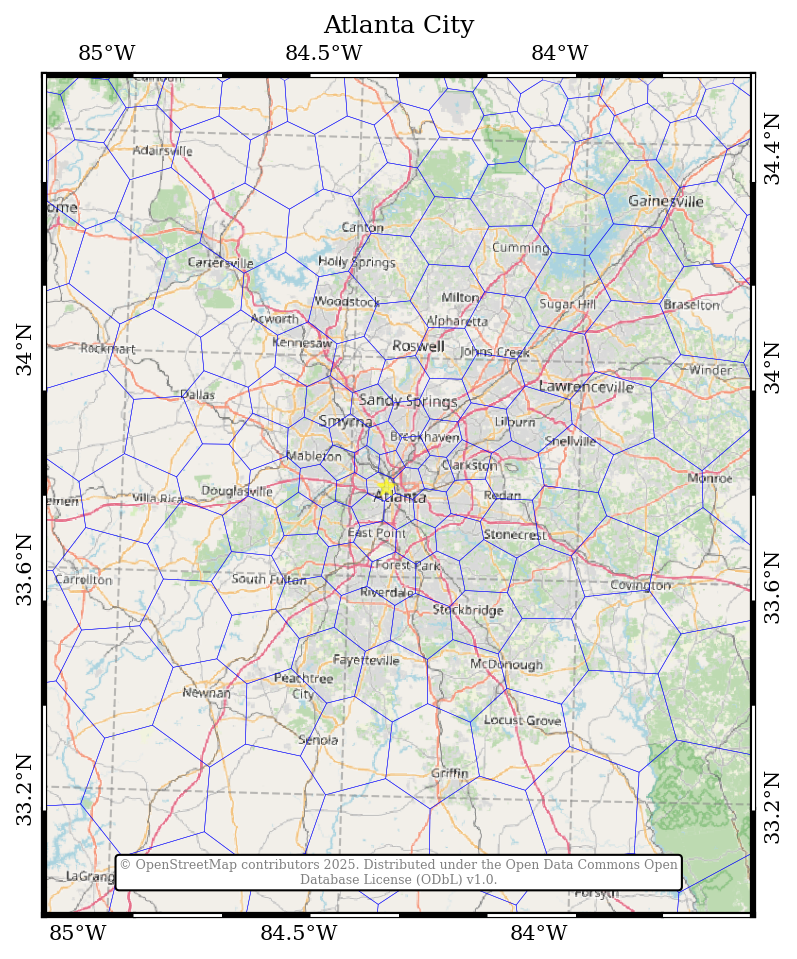 Atlanta City
85°W 84.5°W 84°W
Adairsville
34.4°N
ome
Gainesville
Canton
Cumming
Cartersville
Holly Springs
Woodstock
Milton
Sugar Hill
Braselton
Acworth
Alpharetta
Kennesaw
Roswell
Johns Creek
34°N
Rockmart
34°N
Winder
Dallas
Lawrenceville
Sandy Springs
Smyrna
Lilburn
Brookhaven
Snellville
Mableton
Clarkston
Monroe
Douglasville
Redan
Villa Rica
Atlanta
emen
East Point
Stonecrest
33.6°N
Forest Park
33.6°N
Carrollton
South Fulton
Covington
Riverdale
Stockbridge
Fayetteville
McDonough
Peachtree
City
Newnan
Locust Grove
Senoia
Griffin
33.2°N
33.2°N
© OpenStreetMap contributors 2025. Distributed under the Open Data Commons Open
Database License (ODbL) v1.0.
LaGrang
Forsyth
85°W 84.5°W 84°W